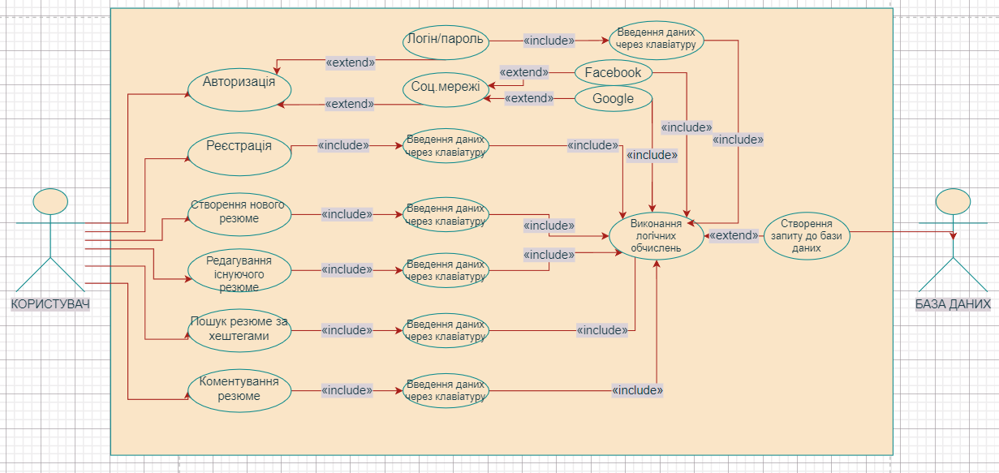 Логін/пароль
«include»
Введення даних
через клавіатуру
«extend»
Авторизація
Соц.мережі
«extend»
Facebook
«extend»
«extend»
Google
«include»
«include»
Реєстрація
«include»
Введення даних
через клавіатуру
«include»
«include»
Створення нового
резюме
«include»
Введення даних
через клавіатуру
«include»
Виконання
логічних
обчислень
«extend»
Створення
запиту до бази
даних
Редагування
існуючого
резюме
«include»
Введення даних
через клавіатуру
«include»
КОРИСТУВАЧ
БАЗА ДАНИХ
Пошук резюме за
хештегами
«include»
Введення даних
через клавіатуру
«include»
Коментування
резюме
«include»
Введення даних
через клавіатуру
«include»